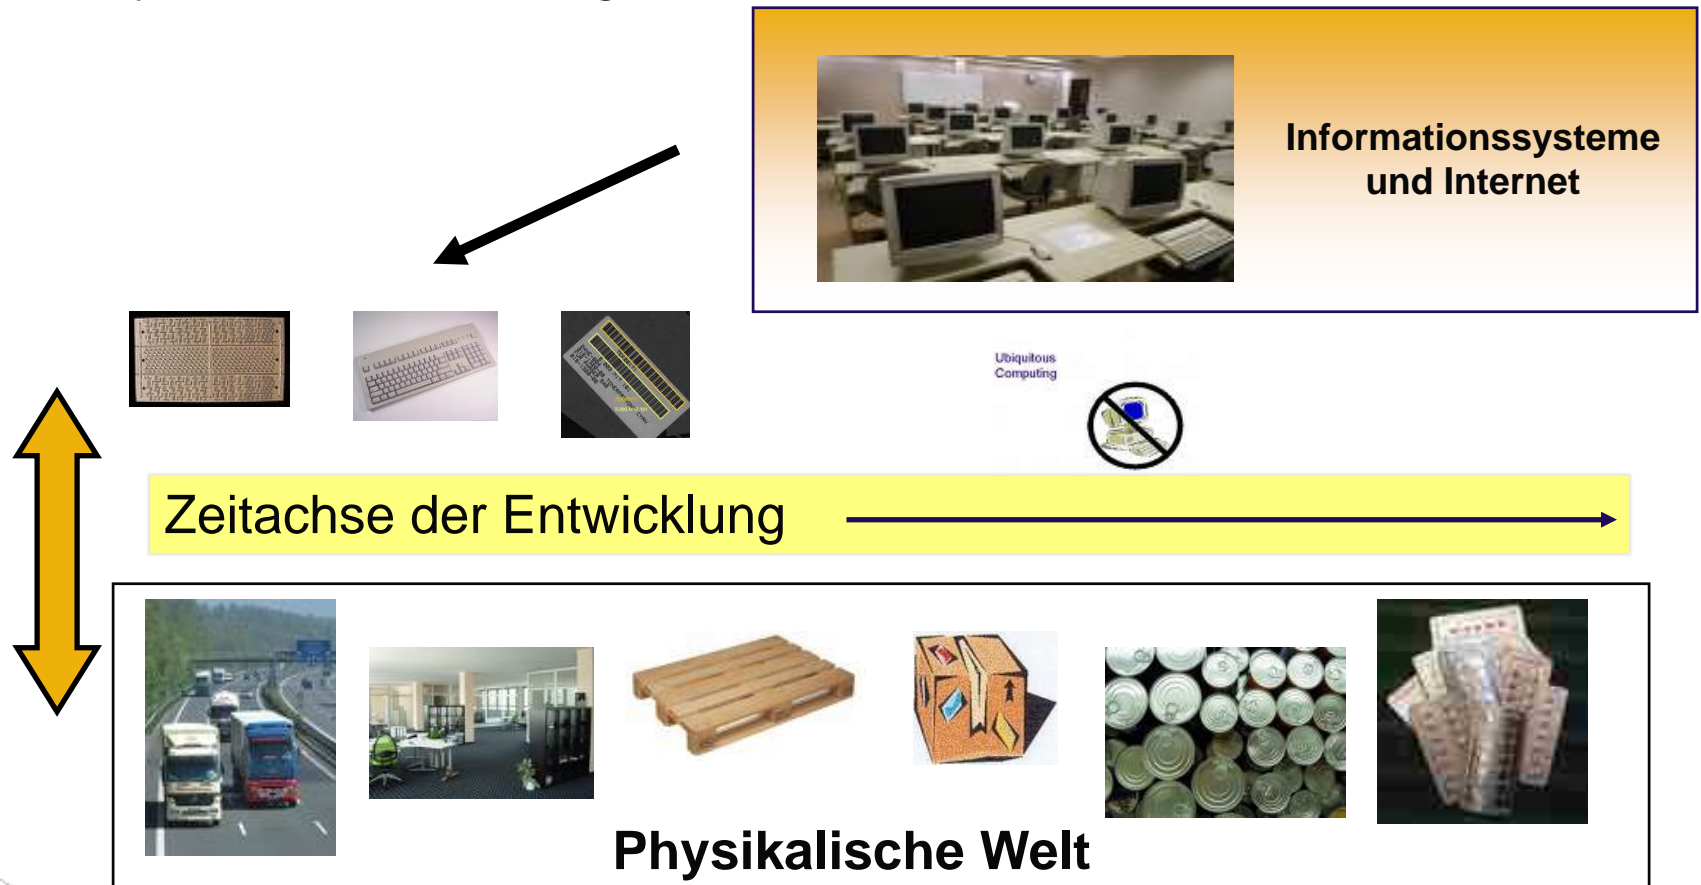 Informationssysteme
und Internet
Ubiquitous
Computing
Zeitachse der Entwicklung
Physikalische Welt